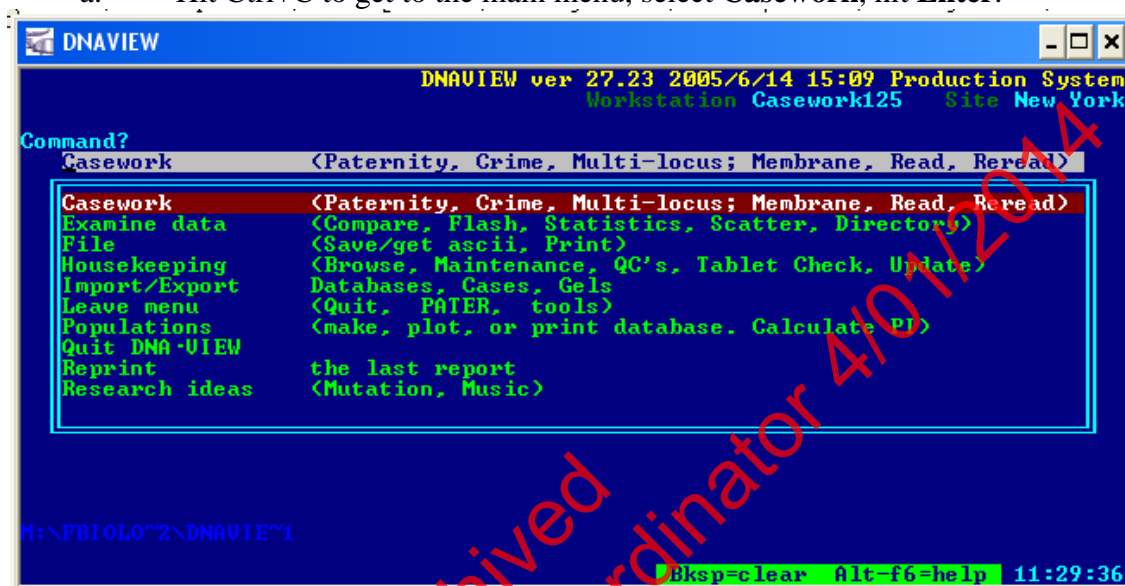 a. Hit Ctrl+C to get to the main menu, select Casework, hit Enter.
DNAVIEW
DNAVIEW ver 27.23 2005/6/14 15:09 Production System
Workstation Casework125 Site New York
Command?
Casework (Paternity, Crime, Multi-locus; Membrane, Read, Reread)
Casework (Paternity, Crime, Multi-locus; Membrane, Read, Reread)
Examine data (Compare, Flash, Statistics, Scatter, Directory)
File (Save/get ascii, Print)
Housekeeping (Browse, Maintenance, QC's, Tablet Check, Update)
Import/Export Databases, Cases, Gels
Leave menu (Quit, PATER, tools)
Populations (make, plot, or print database. Calculate PI)
Quit DNA·VIEW
Reprint the last report
Research ideas (Mutation, Music)
M:\FBIOLO~2\DNAVIE~1
Bksp=clear Alt-f6=help 11:29:36
4/01/2014